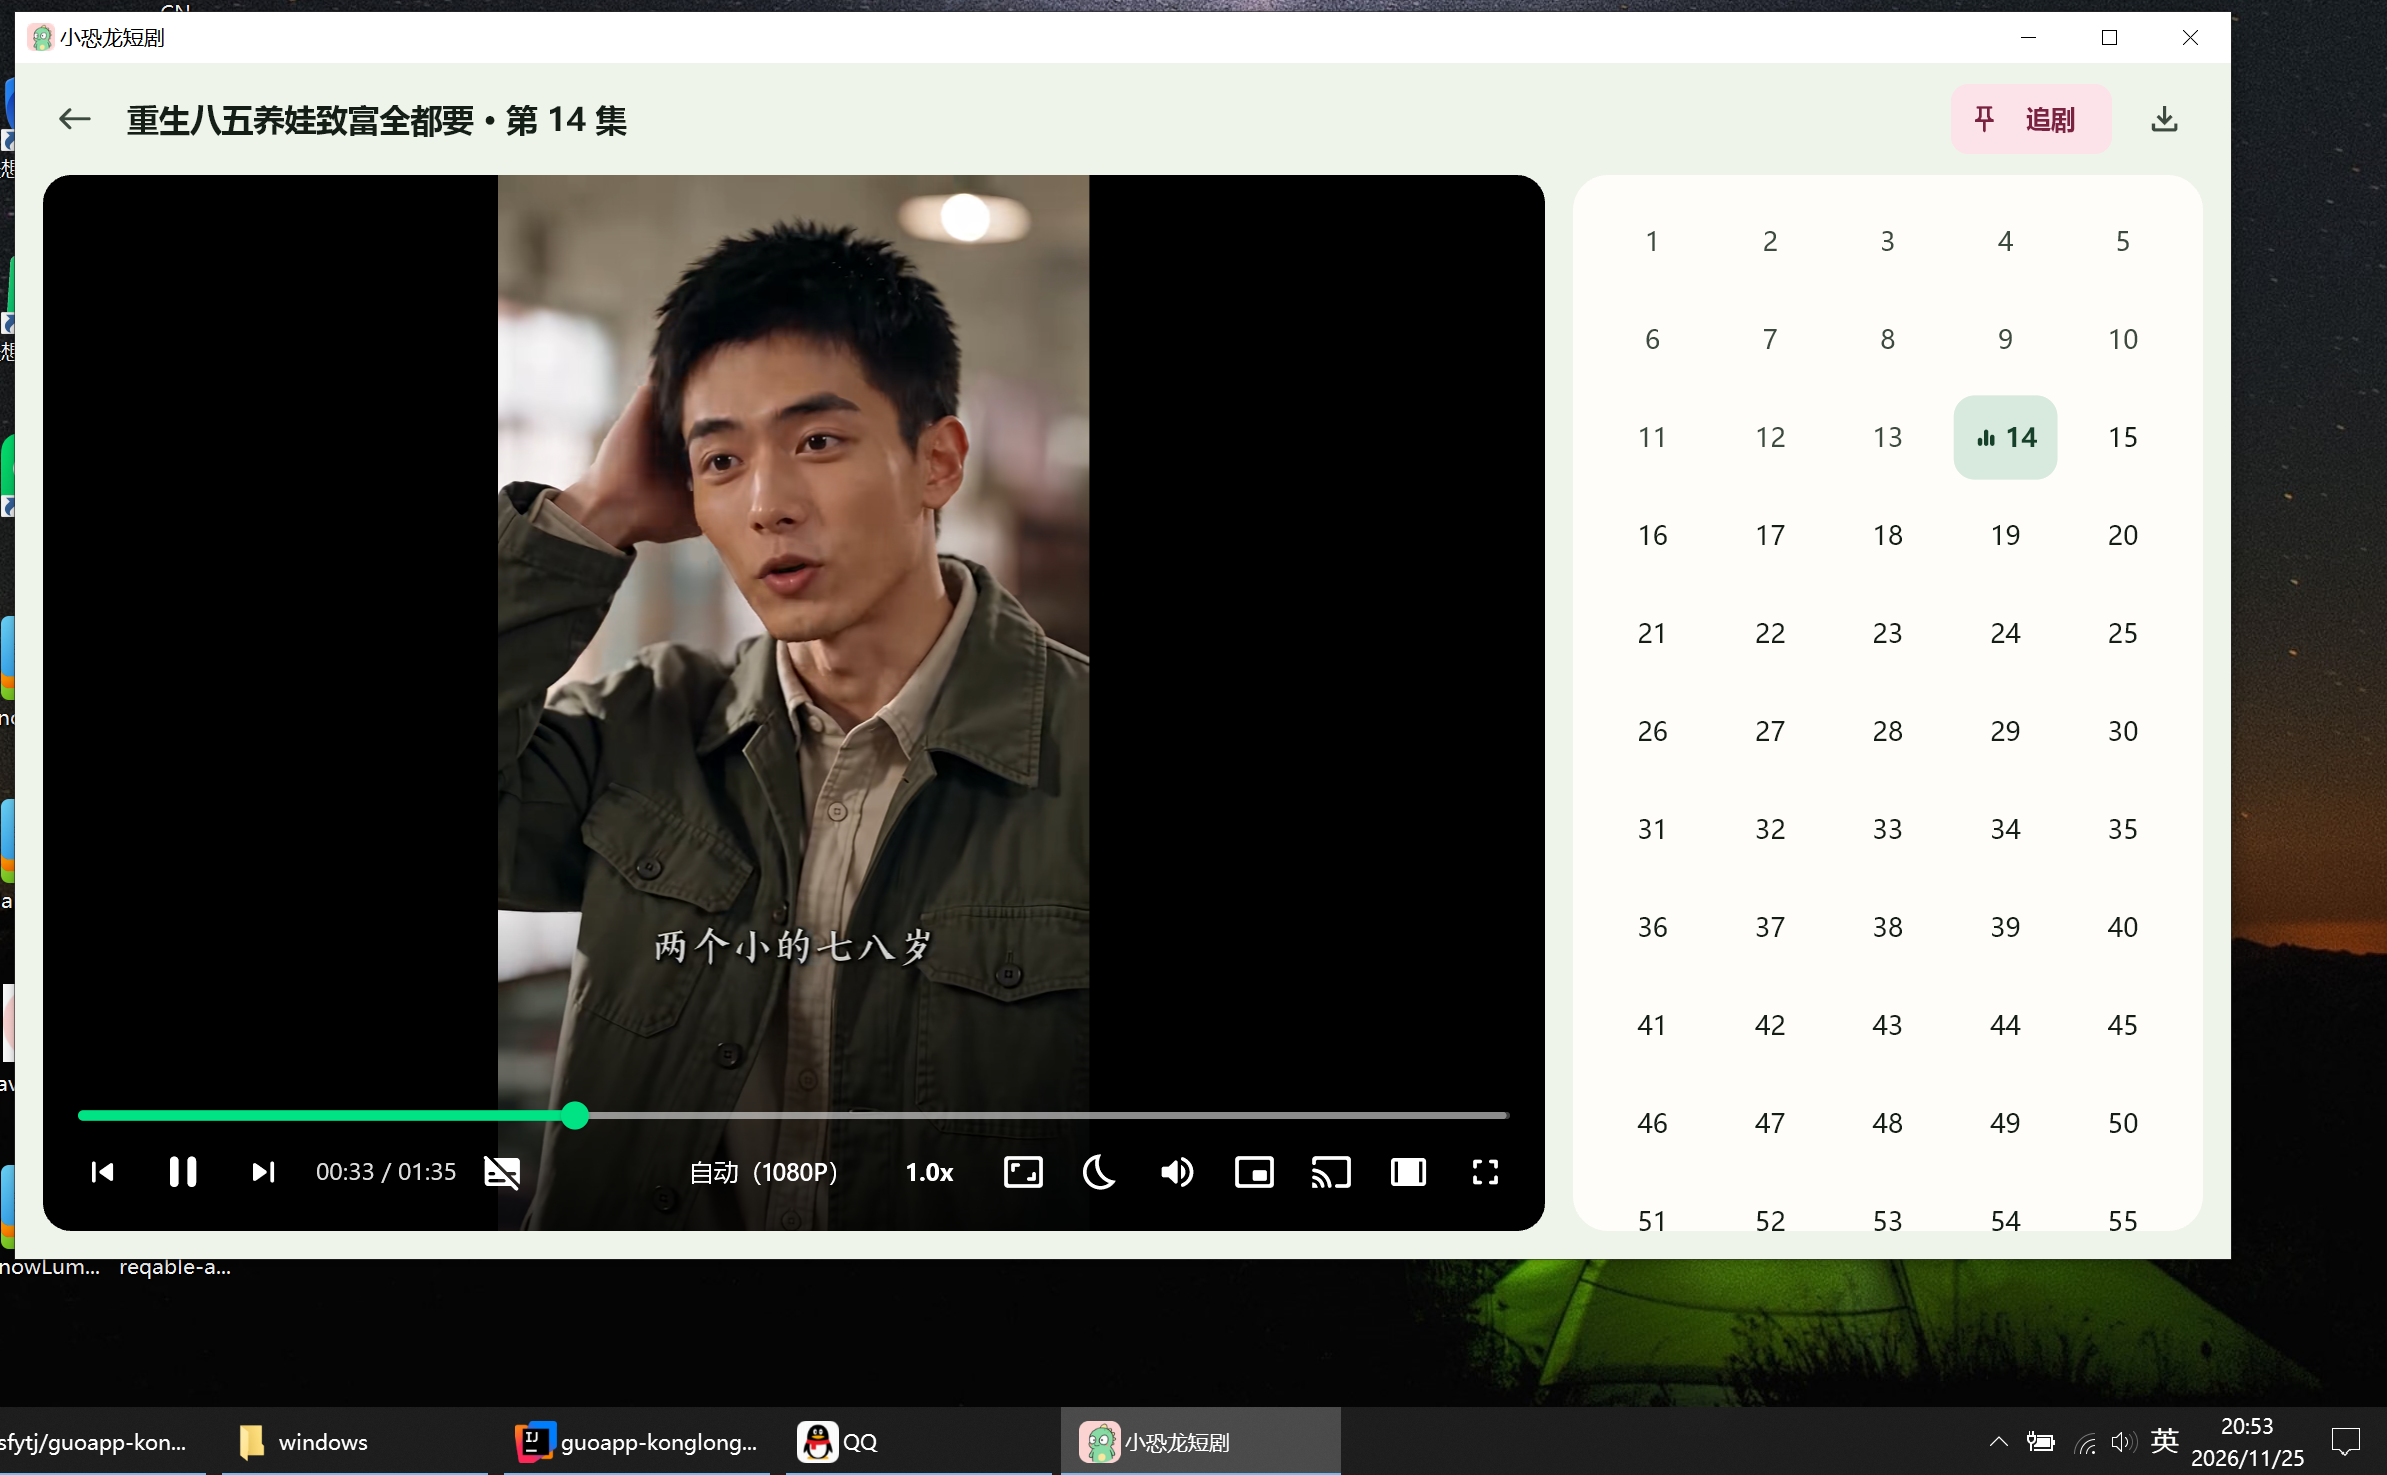 小恐龙短剧
重生八五养娃致富全都要 • 第 14 集
追剧
1 2 3 4 5
6 7 8 9 10
11 12 13 14 15
16 17 18 19 20
21 22 23 24 25
26 27 28 29 30
31 32 33 34 35
36 37 38 39 40
41 42 43 44 45
46 47 48 49 50
51 52 53 54 55
两个小的七八岁
00:33 / 01:35
自动（1080P）
1.0x
nowLum...
reqable-a...
sfytj/guoapp-kon...
windows
guoapp-konglong...
QQ
小恐龙短剧
英
20:53
2026/11/25